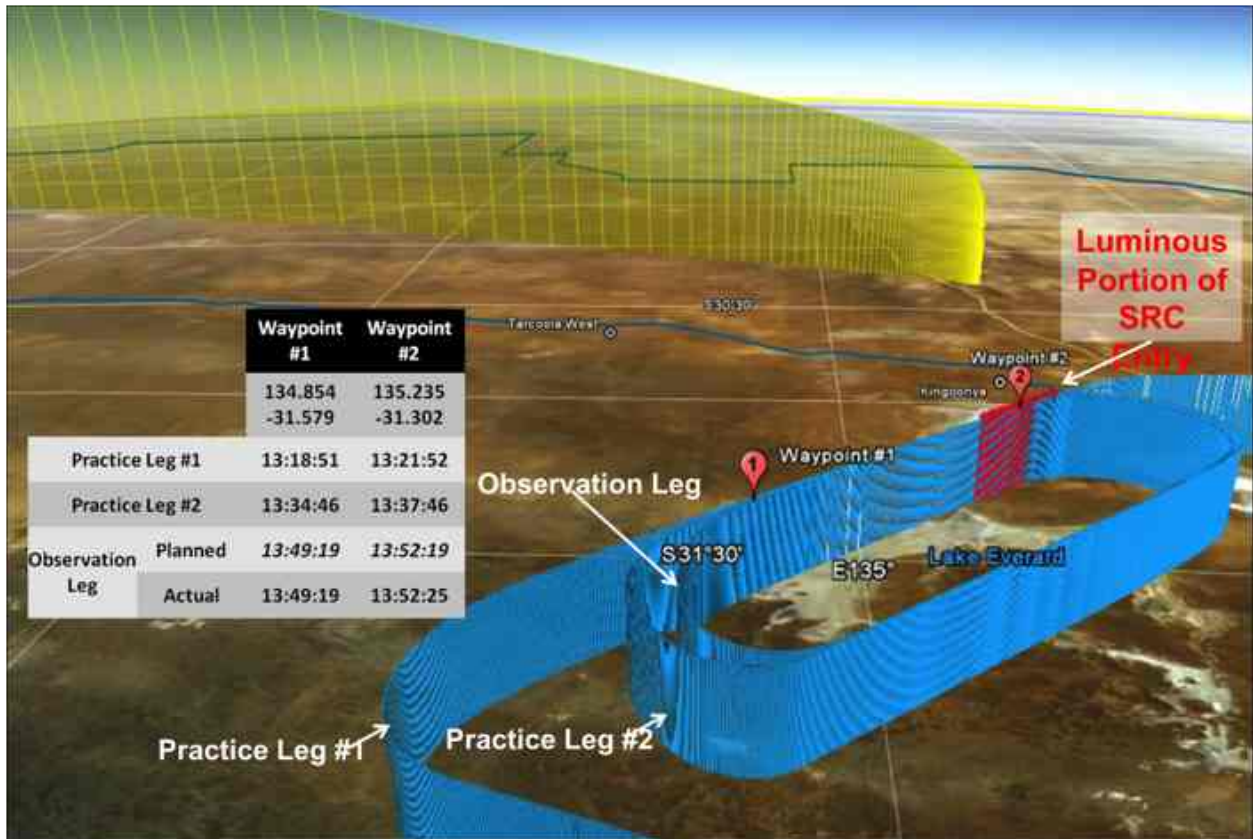 Luminous
Portion of
SRC
Entry
S30°30'
Tarcoola West
Waypoint #2
2
Kingoonya
Waypoint Waypoint
#1 #2
134.854 135.235
-31.579 -31.302
Practice Leg #1 13:18:51 13:21:52
Practice Leg #2 13:34:46 13:37:46
Observation Leg Planned 13:49:19 13:52:19
Actual 13:49:19 13:52:25
1
Waypoint #1
Observation Leg
S31°30'
E135°
Lake Everard
Practice Leg #1
Practice Leg #2